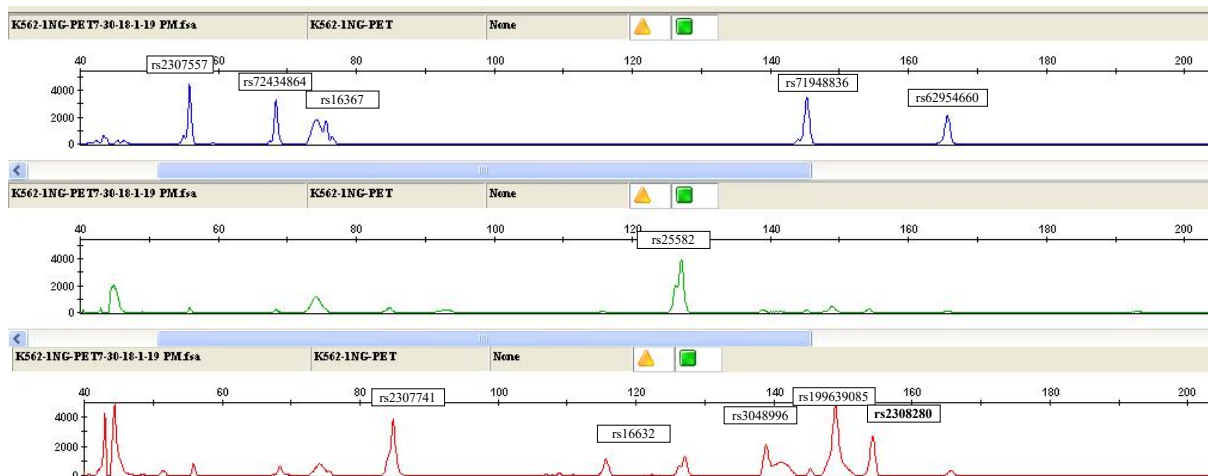 K562-1NG-PET7-30-18-1-19 PM.fsa K562-1NG-PET None
40 60 80 100 120 140 160 180 200
rs2307557
rs72434864
rs16367
rs71948836
rs62954660
4000
2000
0
K562-1NG-PET7-30-18-1-19 PM.fsa K562-1NG-PET None
40 60 80 100 120 140 160 180 200
rs25582
4000
2000
0
K562-1NG-PET7-30-18-1-19 PM.fsa K562-1NG-PET None
40 60 80 100 120 140 160 180 200
rs2307741
rs16632
rs3048996
rs199639085
rs2308280
4000
2000
0